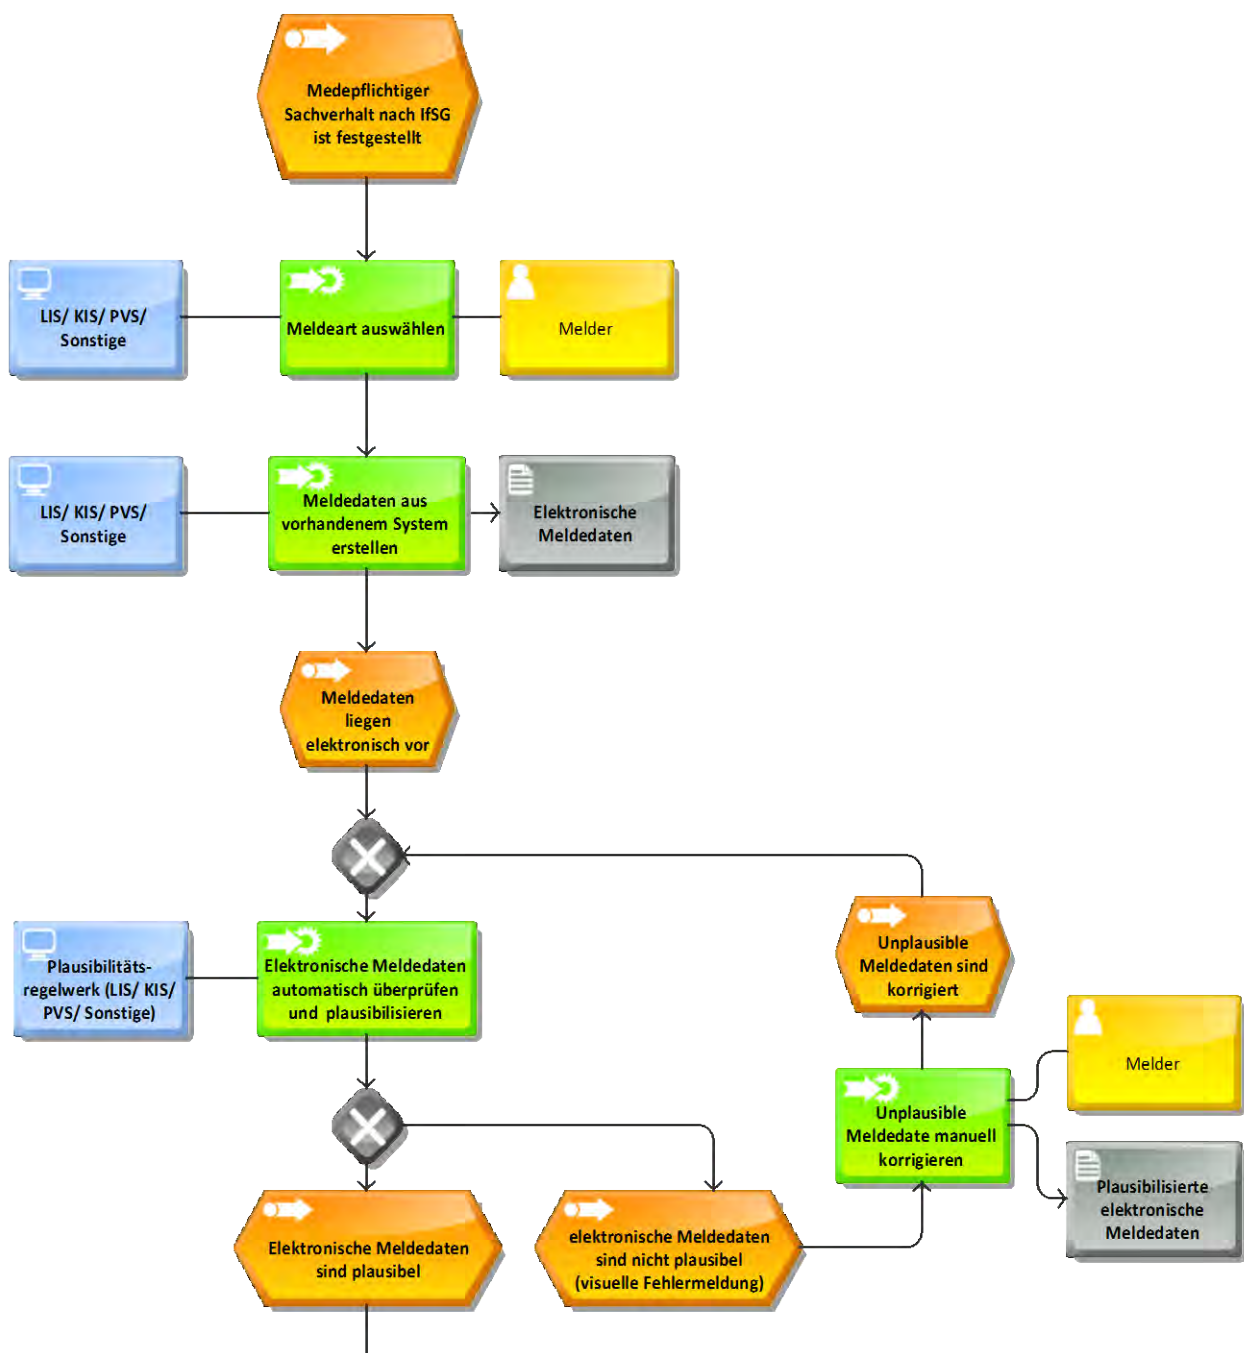 Medepflichtiger
Sachverhalt nach IfSG
ist festgestellt
LIS/ KIS/ PVS/
Sonstige
Meldeart auswählen
Melder
LIS/ KIS/ PVS/
Sonstige
Meldedaten aus
vorhandenem System
erstellen
Elektronische
Meldedaten
Meldedaten
liegen
elektronisch vor
Plausibilitäts-
regelwerk (LIS/ KIS/
PVS/ Sonstige)
Elektronische Meldedaten
automatisch überprüfen
und plausibilisieren
Unplausible
Meldedaten sind
korrigiert
Melder
Unplausible
Meldedate manuell
korrigieren
Plausibilisierte
elektronische
Meldedaten
Elektronische Meldedaten
sind plausibel
elektronische Meldedaten
sind nicht plausibel
(visuelle Fehlermeldung)